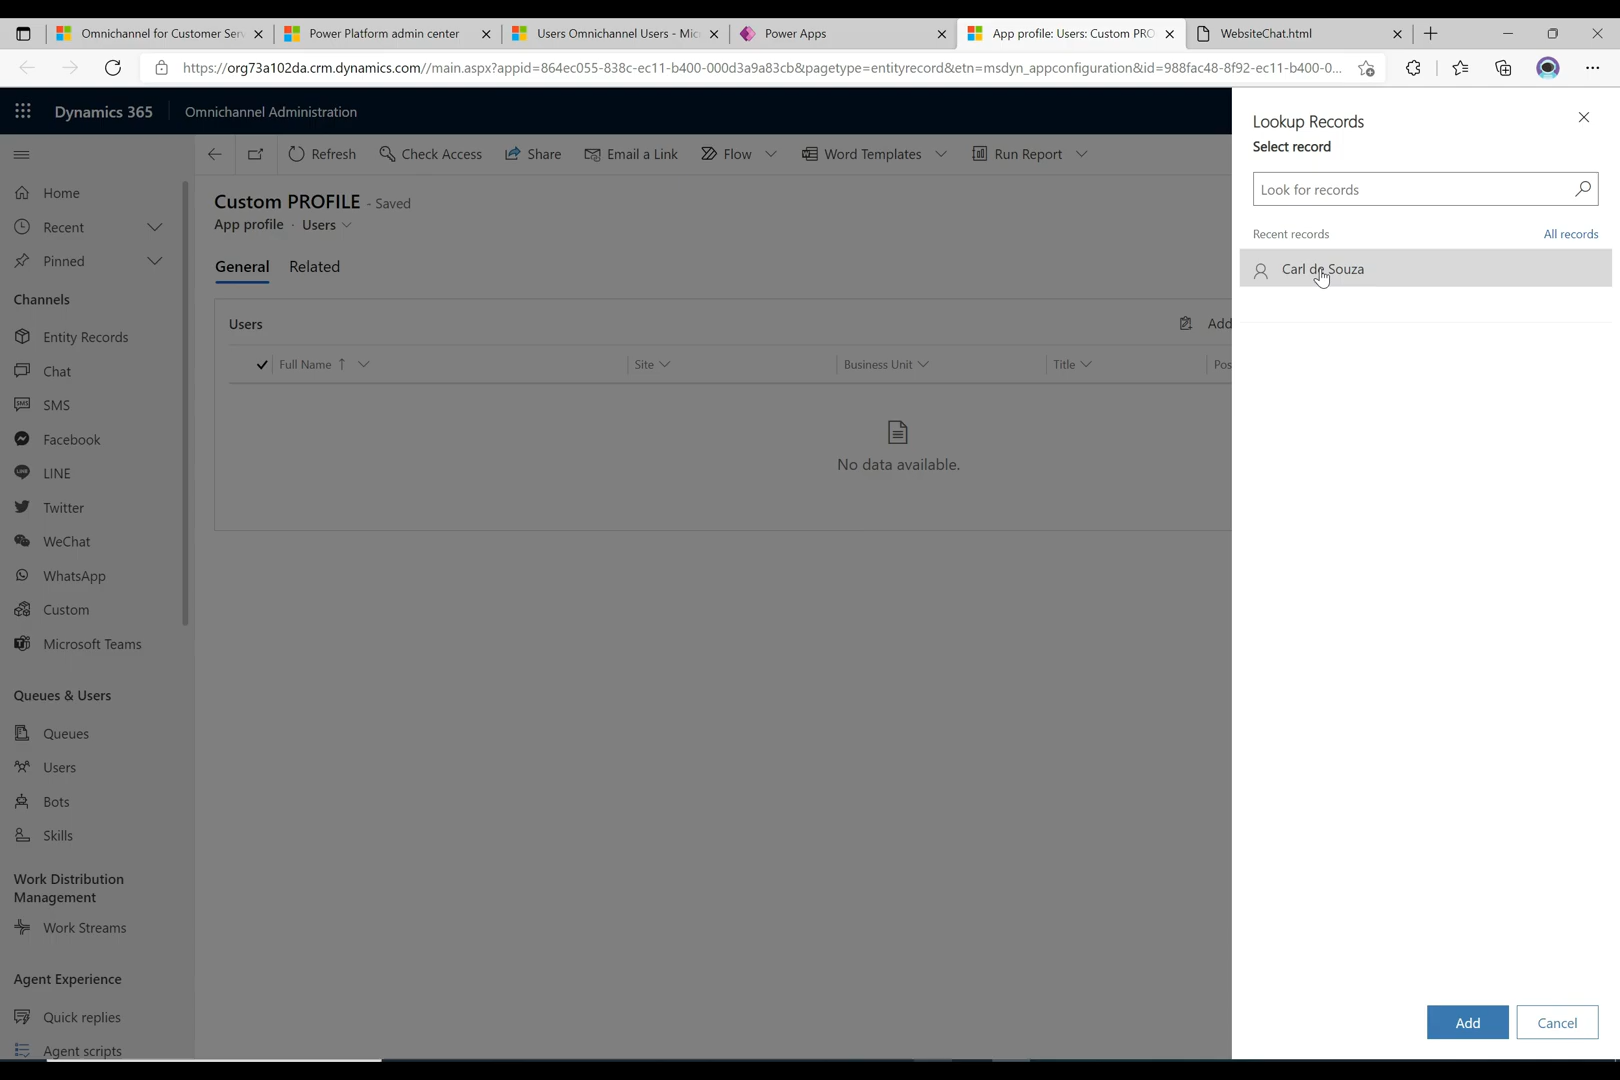 Omnichannel for Customer Ser
Power Platform admin center
Users Omnichannel Users - Mic
Power Apps
App profile: Users: Custom PRO
WebsiteChat.html
https://org73a102da.crm.dynamics.com//main.aspx?appid=864ec055-838c-ec11-b400-000d3a9a83cb&pagetype=entityrecord&etn=msdyn_appconfiguration&id=988fac48-8f92-ec11-b400-0...
Dynamics 365
Omnichannel Administration
Refresh
Check Access
Share
Email a Link
Flow
Word Templates
Run Report
Home
Recent
Pinned
Channels
Entity Records
Chat
SMS
Facebook
LINE
Twitter
WeChat
WhatsApp
Custom
Microsoft Teams
Queues & Users
Queues
Users
Bots
Skills
Work Distribution
Management
Work Streams
Agent Experience
Quick replies
Agent scripts
Custom PROFILE - Saved
App profile · Users
General
Related
Users
Add
Full Name ↑
Site
Business Unit
Title
Pos
No data available.
Lookup Records
Select record
Look for records
Recent records
All records
Carl de Souza
Add
Cancel